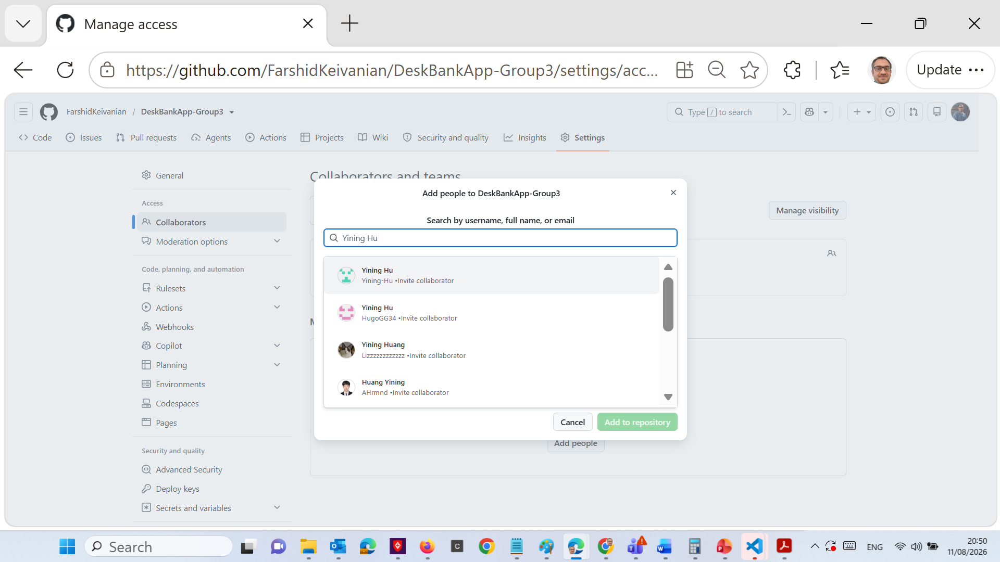 Manage access
https://github.com/FarshidKeivanian/DeskBankApp-Group3/settings/acc...
Update
FarshidKeivanian / DeskBankApp-Group3
Type / to search
Code
Issues
Pull requests
Agents
Actions
Projects
Wiki
Security and quality
Insights
Settings
General
Access
Collaborators
Moderation options
Code, planning, and automation
Rulesets
Actions
Webhooks
Copilot
Planning
Environments
Codespaces
Pages
Security and quality
Advanced Security
Deploy keys
Secrets and variables
Collaborators and teams
Manage visibility
Add people to DeskBankApp-Group3
Search by username, full name, or email
Yining Hu
Yining Hu
Yining-Hu •Invite collaborator
Yining Hu
HugoGG34 •Invite collaborator
Yining Huang
Lizzzzzzzzzzzz •Invite collaborator
Huang Yining
AHrmnd •Invite collaborator
Cancel
Add to repository
Add people
Search
ENG
20:50
11/08/2026